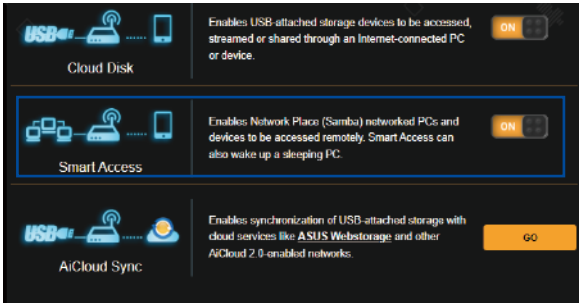 USB
Enables USB-attached storage devices to be accessed,
streamed or shared through an Internet-connected PC
or device.
ON
Cloud Disk
Enables Network Place (Samba) networked PCs and
devices to be accessed remotely. Smart Access can
also wake up a sleeping PC.
ON
Smart Access
USB
Enables synchronization of USB-attached storage with
cloud services like ASUS Webstorage and other
AiCloud 2.0-enabled networks.
GO
AiCloud Sync